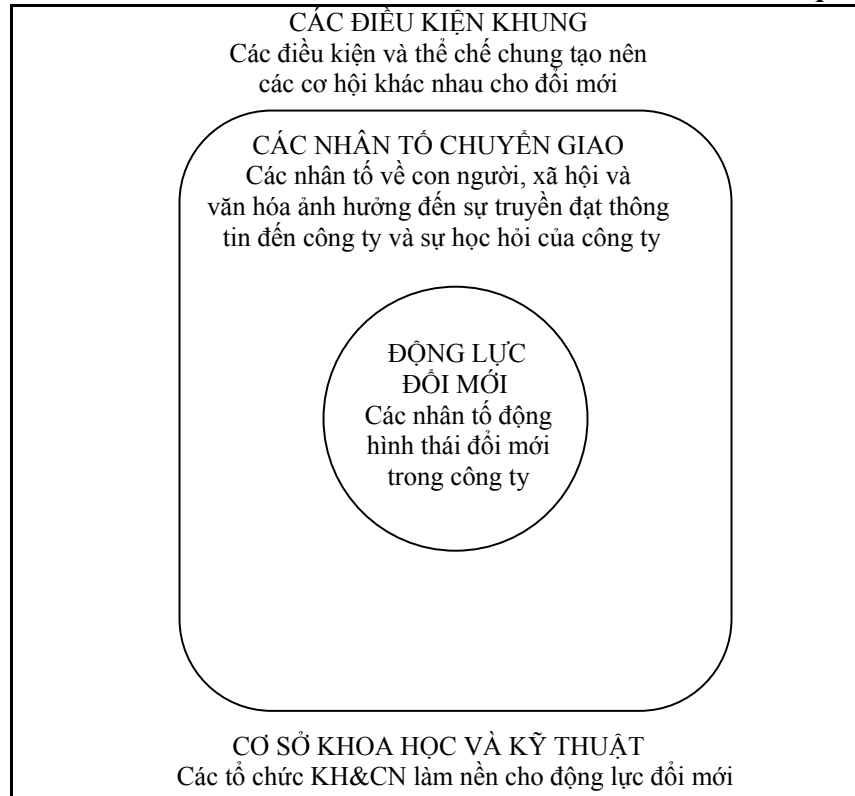 CÁC ĐIỀU KIỆN KHUNG
Các điều kiện và thể chế chung tạo nên
các cơ hội khác nhau cho đổi mới
CÁC NHÂN TỐ CHUYỂN GIAO
Các nhân tố về con người, xã hội và
văn hóa ảnh hưởng đến sự truyền đạt thông
tin đến công ty và sự học hỏi của công ty
ĐỘNG LỰC
ĐỔI MỚI
Các nhân tố động
hình thái đổi mới
trong công ty
CƠ SỞ KHOA HỌC VÀ KỸ THUẬT
Các tổ chức KH&CN làm nền cho động lực đổi mới